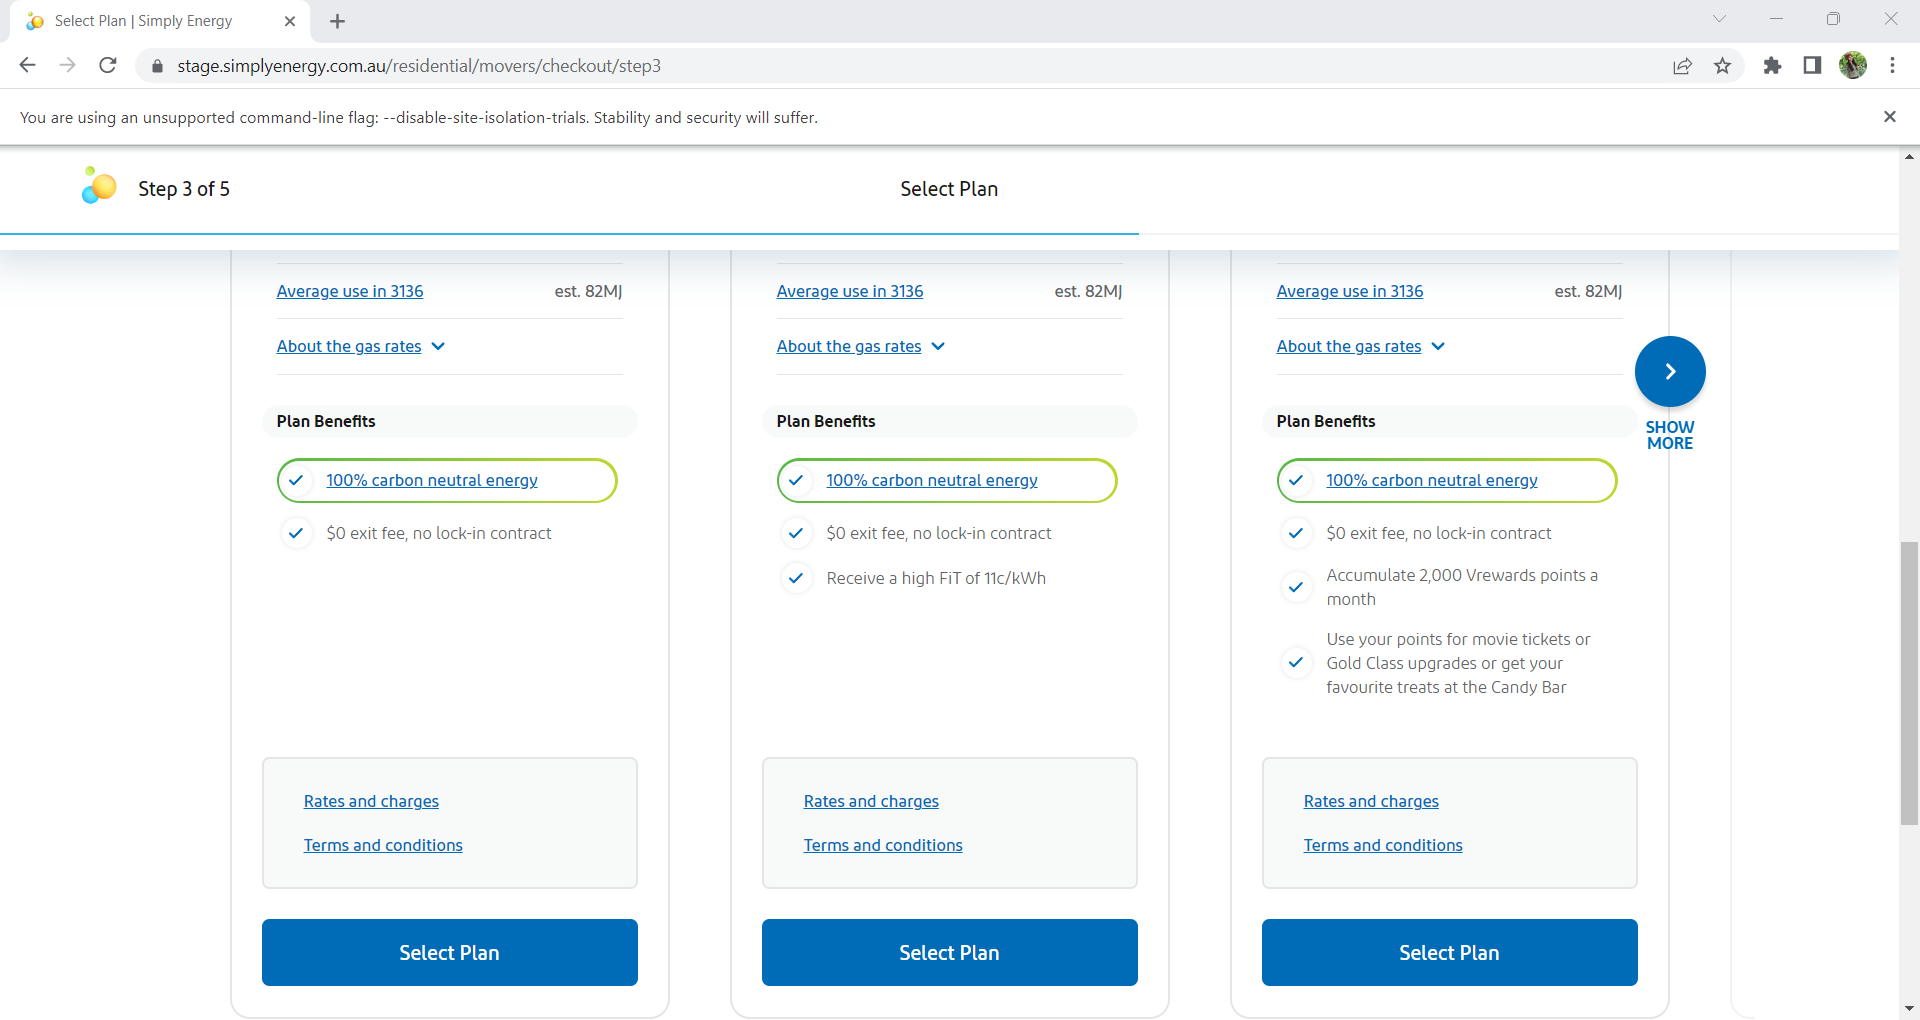 Select Plan | Simply Energy
stage.simplyenergy.com.au/residential/movers/checkout/step3
You are using an unsupported command-line flag: --disable-site-isolation-trials. Stability and security will suffer.
Step 3 of 5
Select Plan
Average use in 3136 est. 82MJ
About the gas rates
Plan Benefits
100% carbon neutral energy
$0 exit fee, no lock-in contract
Rates and charges
Terms and conditions
Select Plan
Average use in 3136 est. 82MJ
About the gas rates
Plan Benefits
100% carbon neutral energy
$0 exit fee, no lock-in contract
Receive a high FiT of 11c/kWh
Rates and charges
Terms and conditions
Select Plan
Average use in 3136 est. 82MJ
About the gas rates
Plan Benefits
100% carbon neutral energy
$0 exit fee, no lock-in contract
Accumulate 2,000 Vrewards points a
month
Use your points for movie tickets or
Gold Class upgrades or get your
favourite treats at the Candy Bar
Rates and charges
Terms and conditions
Select Plan
SHOW
MORE